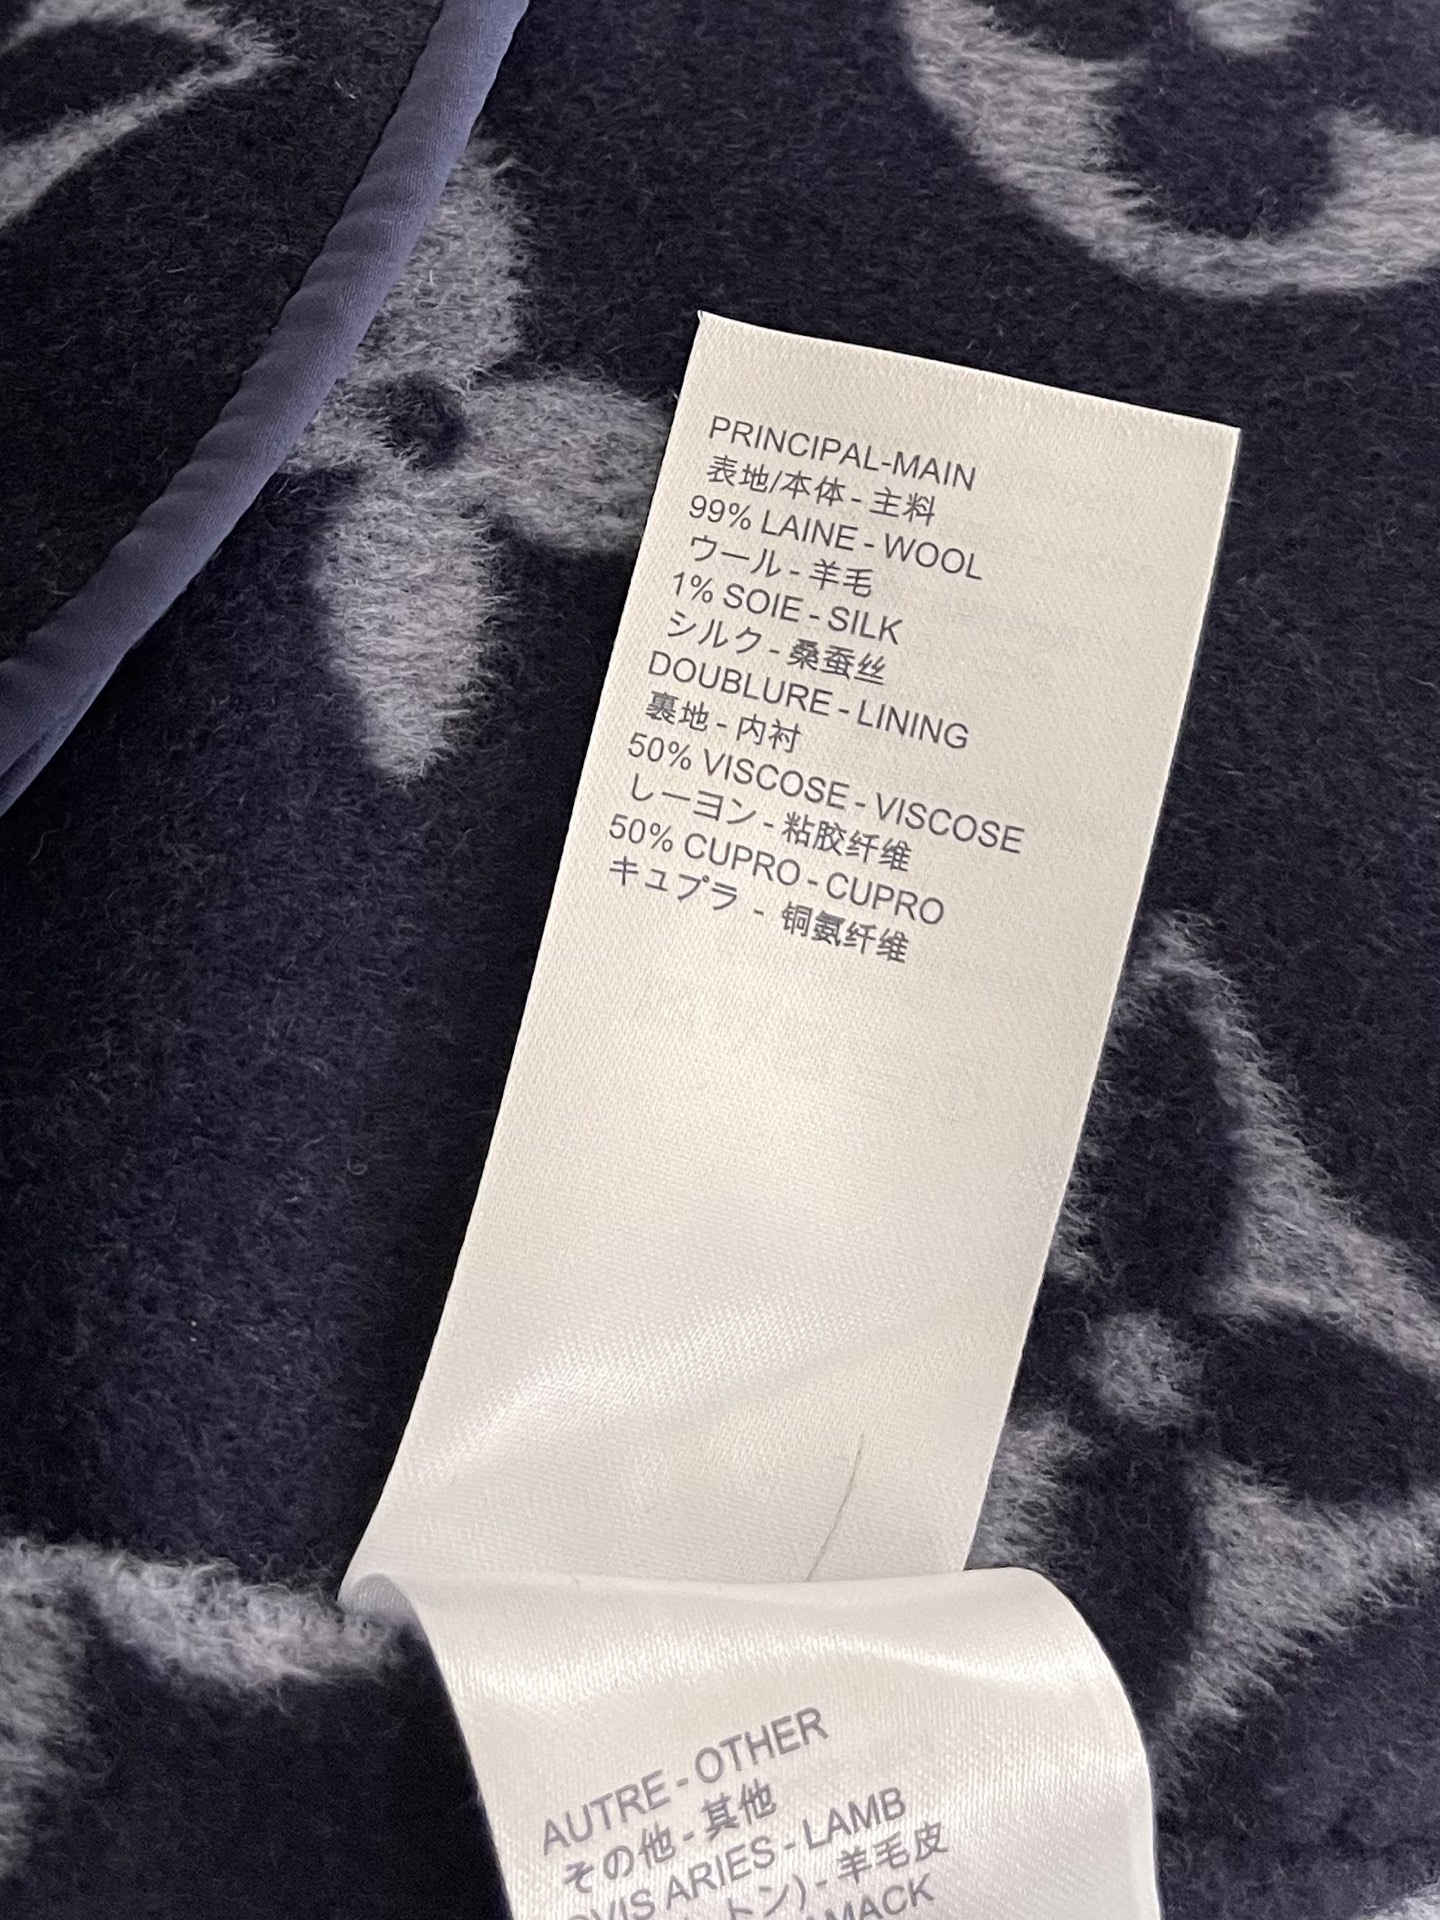 PRINCIPAL-MAIN
表地/本体 - 主料
99% LAINE - WOOL
ウール - 羊毛
1% SOIE - SILK
シルク - 桑蚕丝
DOUBLURE - LINING
裏地 - 内衬
50% VISCOSE - VISCOSE
レーヨン - 粘胶纤维
50% CUPRO - CUPRO
キュプラ - 铜氨纤维
AUTRE - OTHER
その他 - 其他
OVIS ARIES - LAMB
トン) - 羊毛皮